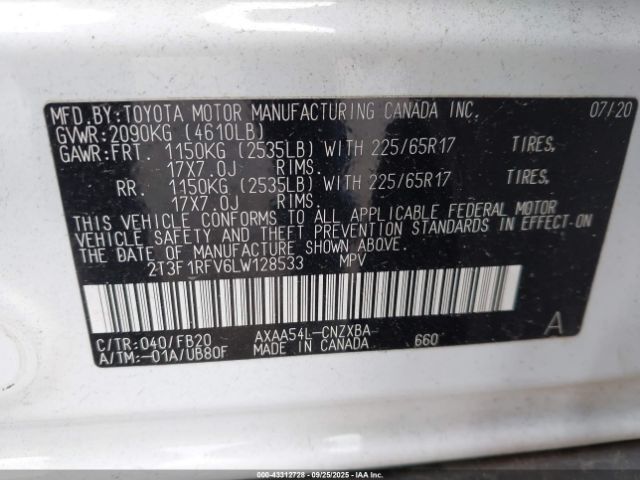 MFD.BY:TOYOTA MOTOR MANUFACTURING CANADA INC. 07/20
GVWR:2090KG (4610LB)
GAWR:FRT. 1150KG (2535LB) WITH 225/65R17 TIRES,
17X7.0J RIMS.
RR. 1150KG (2535LB) WITH 225/65R17 TIRES,
17X7.0J RIMS.
THIS VEHICLE CONFORMS TO ALL APPLICABLE FEDERAL MOTOR
VEHICLE SAFETY AND THEFT PREVENTION STANDARDS IN EFFECT ON
THE DATE OF MANUFACTURE SHOWN ABOVE.
2T3F1RFV6LW128533 MPV
C/TR:040/FB20 AXAA54L-CNZXBA A
A/TM:-01A/UB80F MADE IN CANADA 660
000-43312728 - 09/25/2025 - IAA Inc.